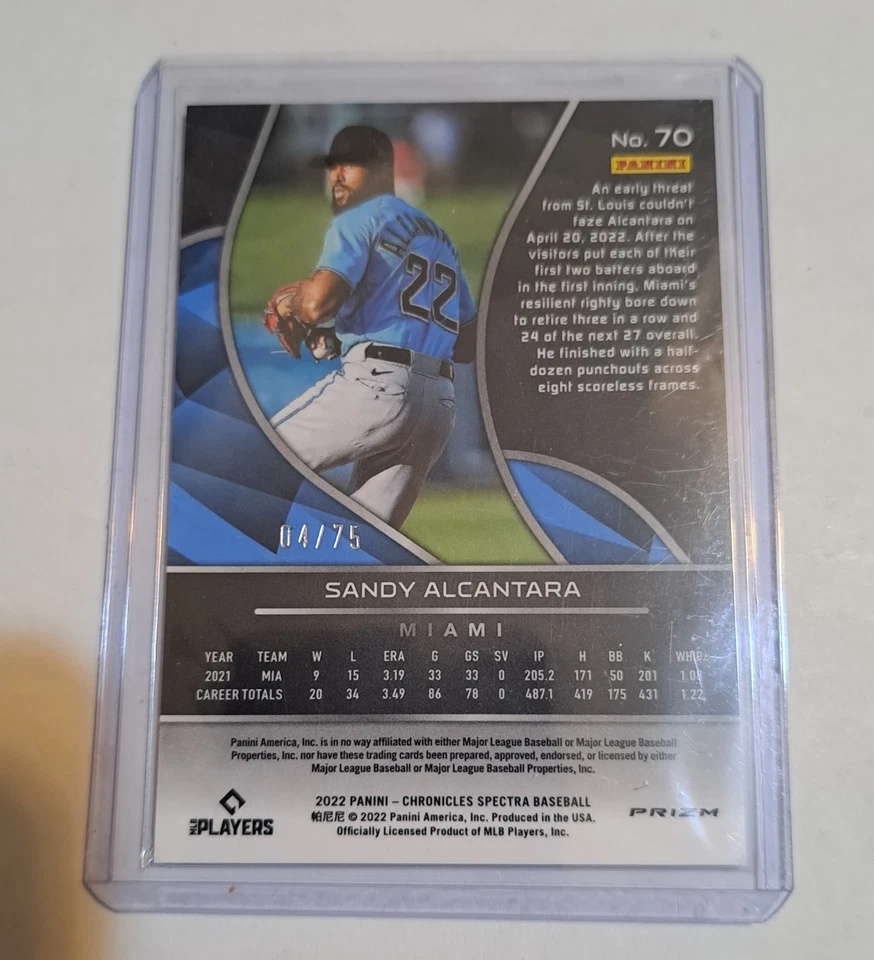 No. 70
PANINI
An early threat
from St. Louis couldn't
faze Alcantara on
April 20, 2022. After the
visitors put each of their
first two batters aboard
in the first inning, Miami's
resilient righty bore down
to retire three in a row and
24 of the next 27 overall.
He finished with a half-
dozen punchouts across
eight scoreless frames.
ALCANTARA
22
04/75
SANDY ALCANTARA
MIAMI
YEAR TEAM W L ERA G GS SV IP H BB K WHIP
2021 MIA 9 15 3.19 33 33 0 205.2 171 50 201
CAREER TOTALS 20 34 3.49 86 78 0 487.1 419 175 431 1.22
Panini America, Inc. is in no way affiliated with either Major League Baseball or Major League Baseball
Properties, Inc. nor have these trading cards been prepared, approved, endorsed, or licensed by either
Major League Baseball or Major League Baseball Properties, Inc.
MLB PLAYERS
2022 PANINI – CHRONICLES SPECTRA BASEBALL
帕尼尼 © 2022 Panini America, Inc. Produced in the USA.
Officially Licensed Product of MLB Players, Inc.
PRIZM